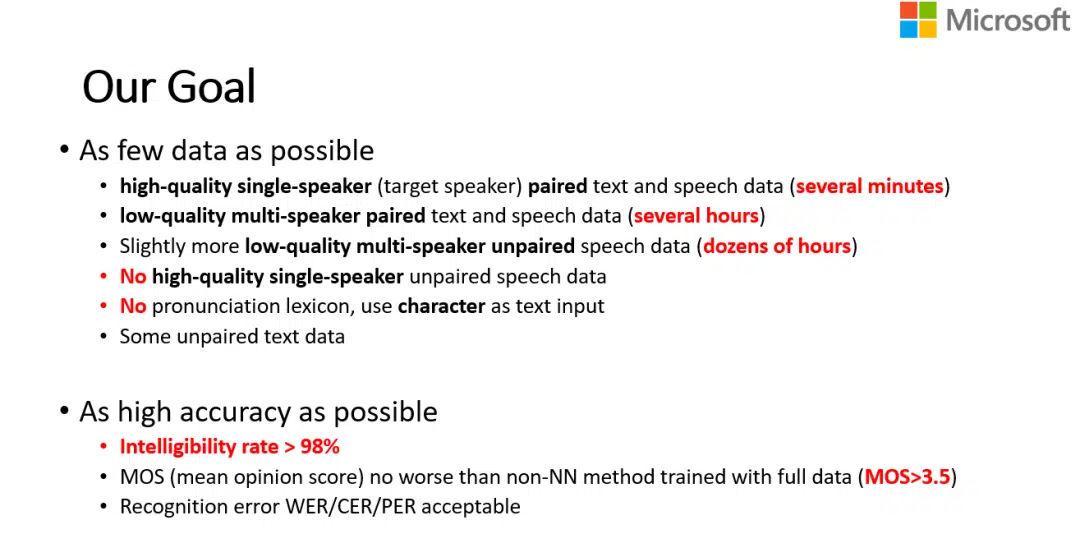 Microsoft
Our Goal
• As few data as possible
• high-quality single-speaker (target speaker) paired text and speech data (several minutes)
• low-quality multi-speaker paired text and speech data (several hours)
• Slightly more low-quality multi-speaker unpaired speech data (dozens of hours)
• No high-quality single-speaker unpaired speech data
• No pronunciation lexicon, use character as text input
• Some unpaired text data
• As high accuracy as possible
• Intelligibility rate > 98%
• MOS (mean opinion score) no worse than non-NN method trained with full data (MOS>3.5)
• Recognition error WER/CER/PER acceptable